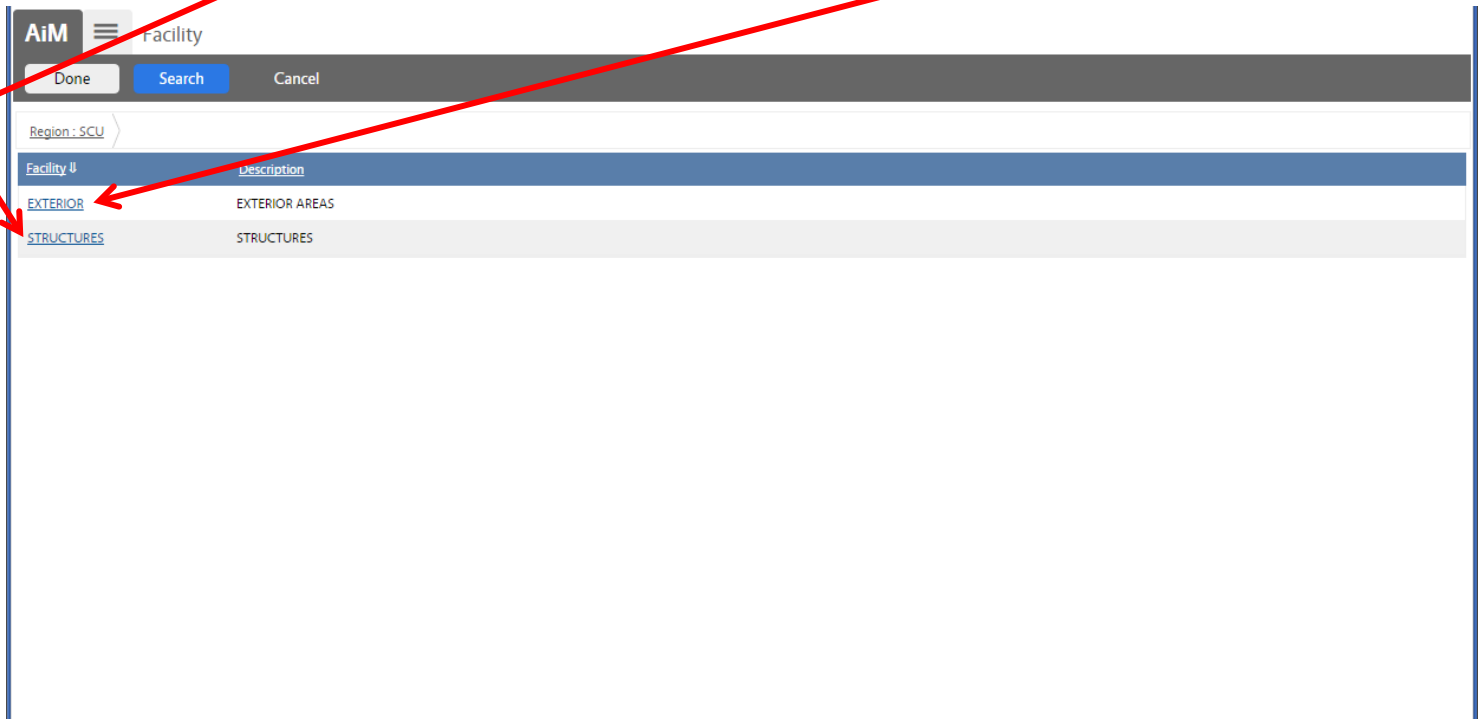 AiM Facility
Done Search Cancel
Region : SCU
Facility ⇓ Description
EXTERIOR EXTERIOR AREAS
STRUCTURES STRUCTURES